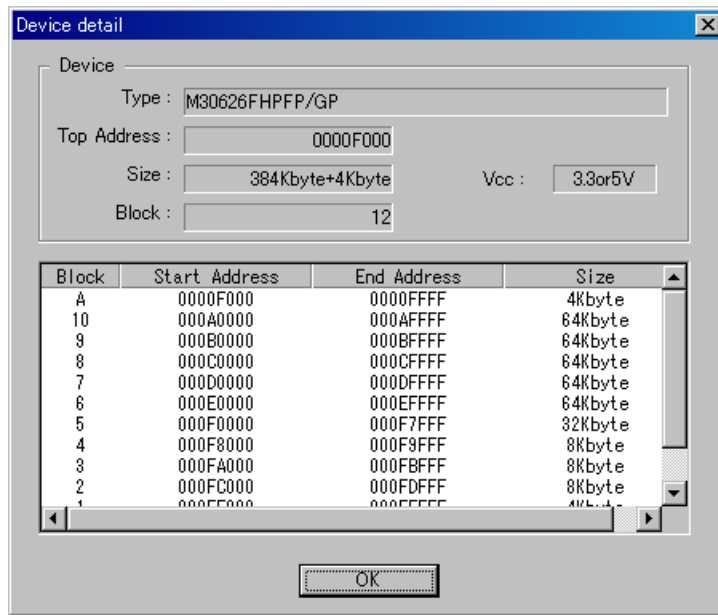 Device detail
Device
Type : M30626FHPFP/GP
Top Address : 0000F000
Size : 384Kbyte+4Kbyte Vcc : 3.3or5V
Block : 12
Block Start Address End Address Size
A 0000F000 0000FFFF 4Kbyte
10 000A0000 000AFFFF 64Kbyte
9 000B0000 000BFFFF 64Kbyte
8 000C0000 000CFFFF 64Kbyte
7 000D0000 000DFFFF 64Kbyte
6 000E0000 000EFFFF 64Kbyte
5 000F0000 000F7FFF 32Kbyte
4 000F8000 000F9FFF 8Kbyte
3 000FA000 000FBFFF 8Kbyte
2 000FC000 000FDFFF 8Kbyte
OK